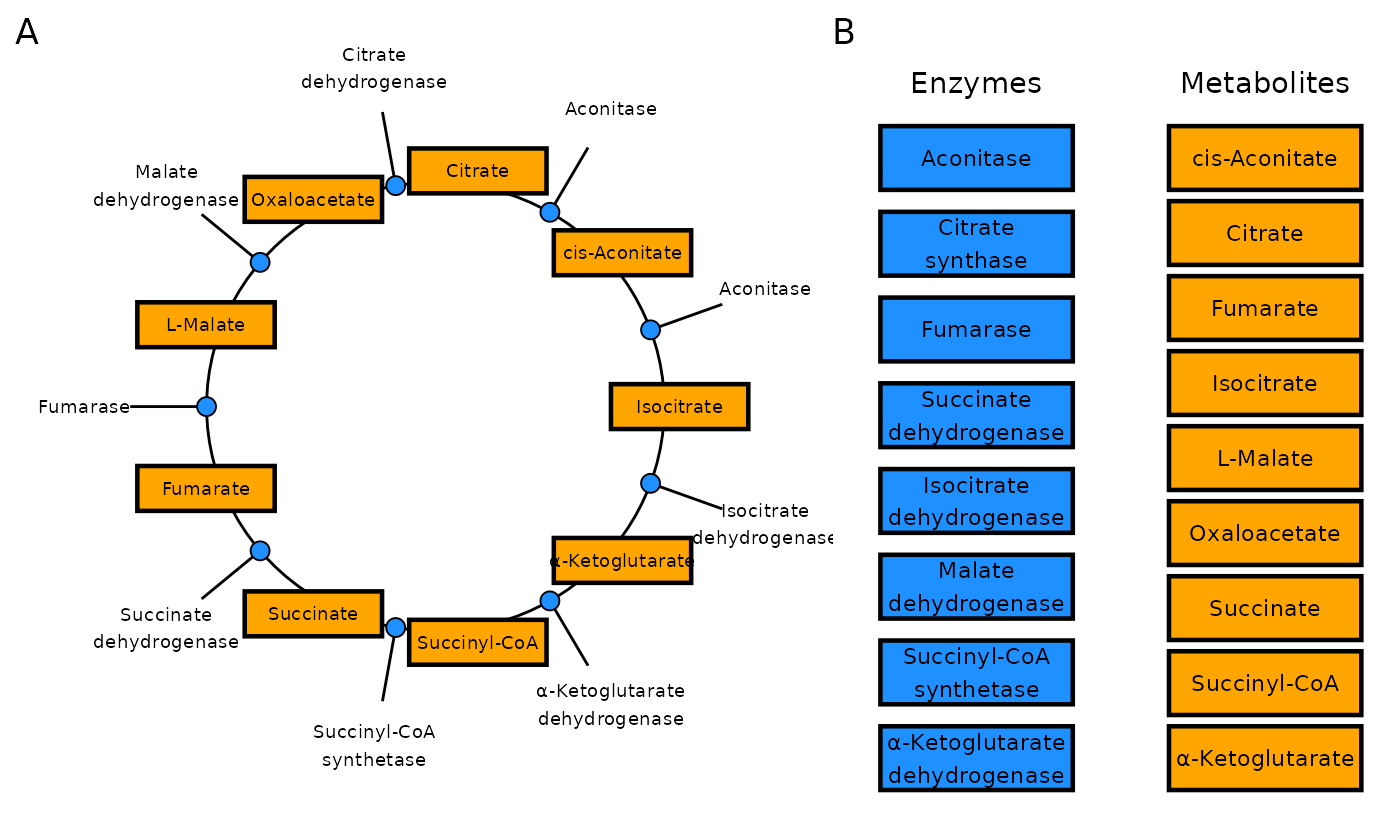 A
Citrate
dehydrogenase
Aconitase
Citrate
Malate
dehydrogenase
Oxaloacetate
cis-Aconitate
Aconitase
L-Malate
Fumarase
Isocitrate
Fumarate
Isocitrate
dehydrogenase
α-Ketoglutarate
Succinate
dehydrogenase
Succinate
Succinyl-CoA
α-Ketoglutarate
dehydrogenase
Succinyl-CoA
synthetase
B
Enzymes
Aconitase
Citrate
synthase
Fumarase
Succinate
dehydrogenase
Isocitrate
dehydrogenase
Malate
dehydrogenase
Succinyl-CoA
synthetase
α-Ketoglutarate
dehydrogenase
Metabolites
cis-Aconitate
Citrate
Fumarate
Isocitrate
L-Malate
Oxaloacetate
Succinate
Succinyl-CoA
α-Ketoglutarate